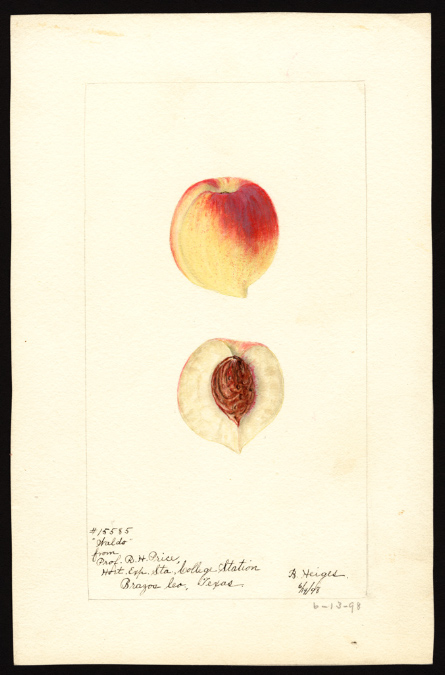 #15585
"Waldo"
from
Prof. R. H. Price,
Hort. Exp. Sta., College Station
Brazos Co., Texas
B. Heiges.
6/13/98
6-13-98